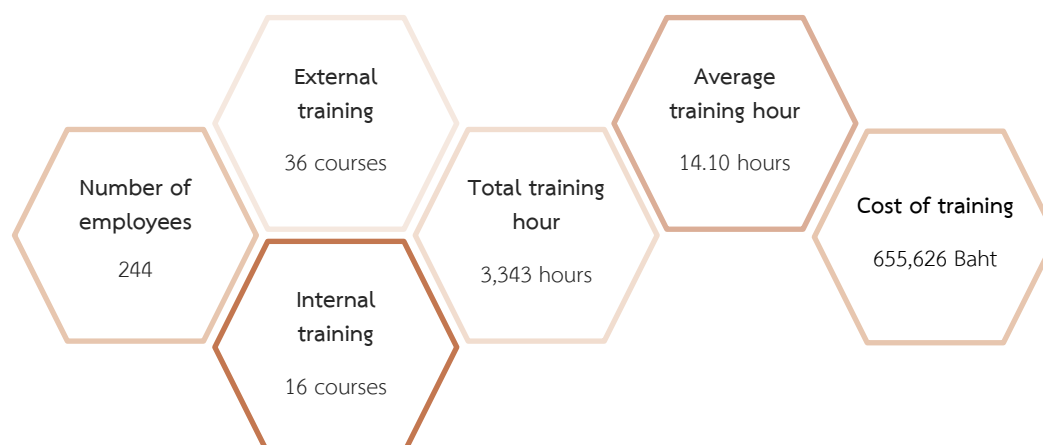 Number of
employees
244
External
training
36 courses
Internal
training
16 courses
Total training
hour
3,343 hours
Average
training hour
14.10 hours
Cost of training
655,626 Baht